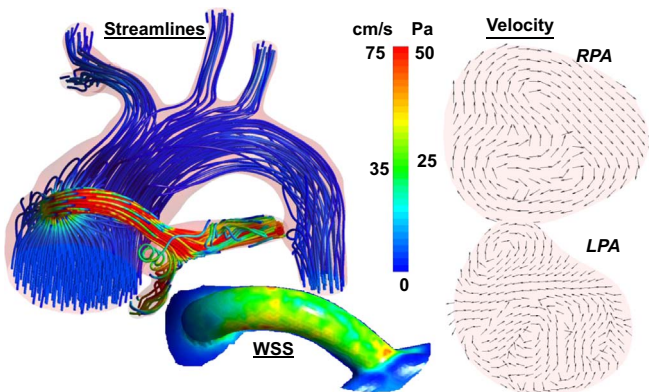 Streamlines
cm/s Pa
75 50
35 25
0
WSS
Velocity
RPA
LPA